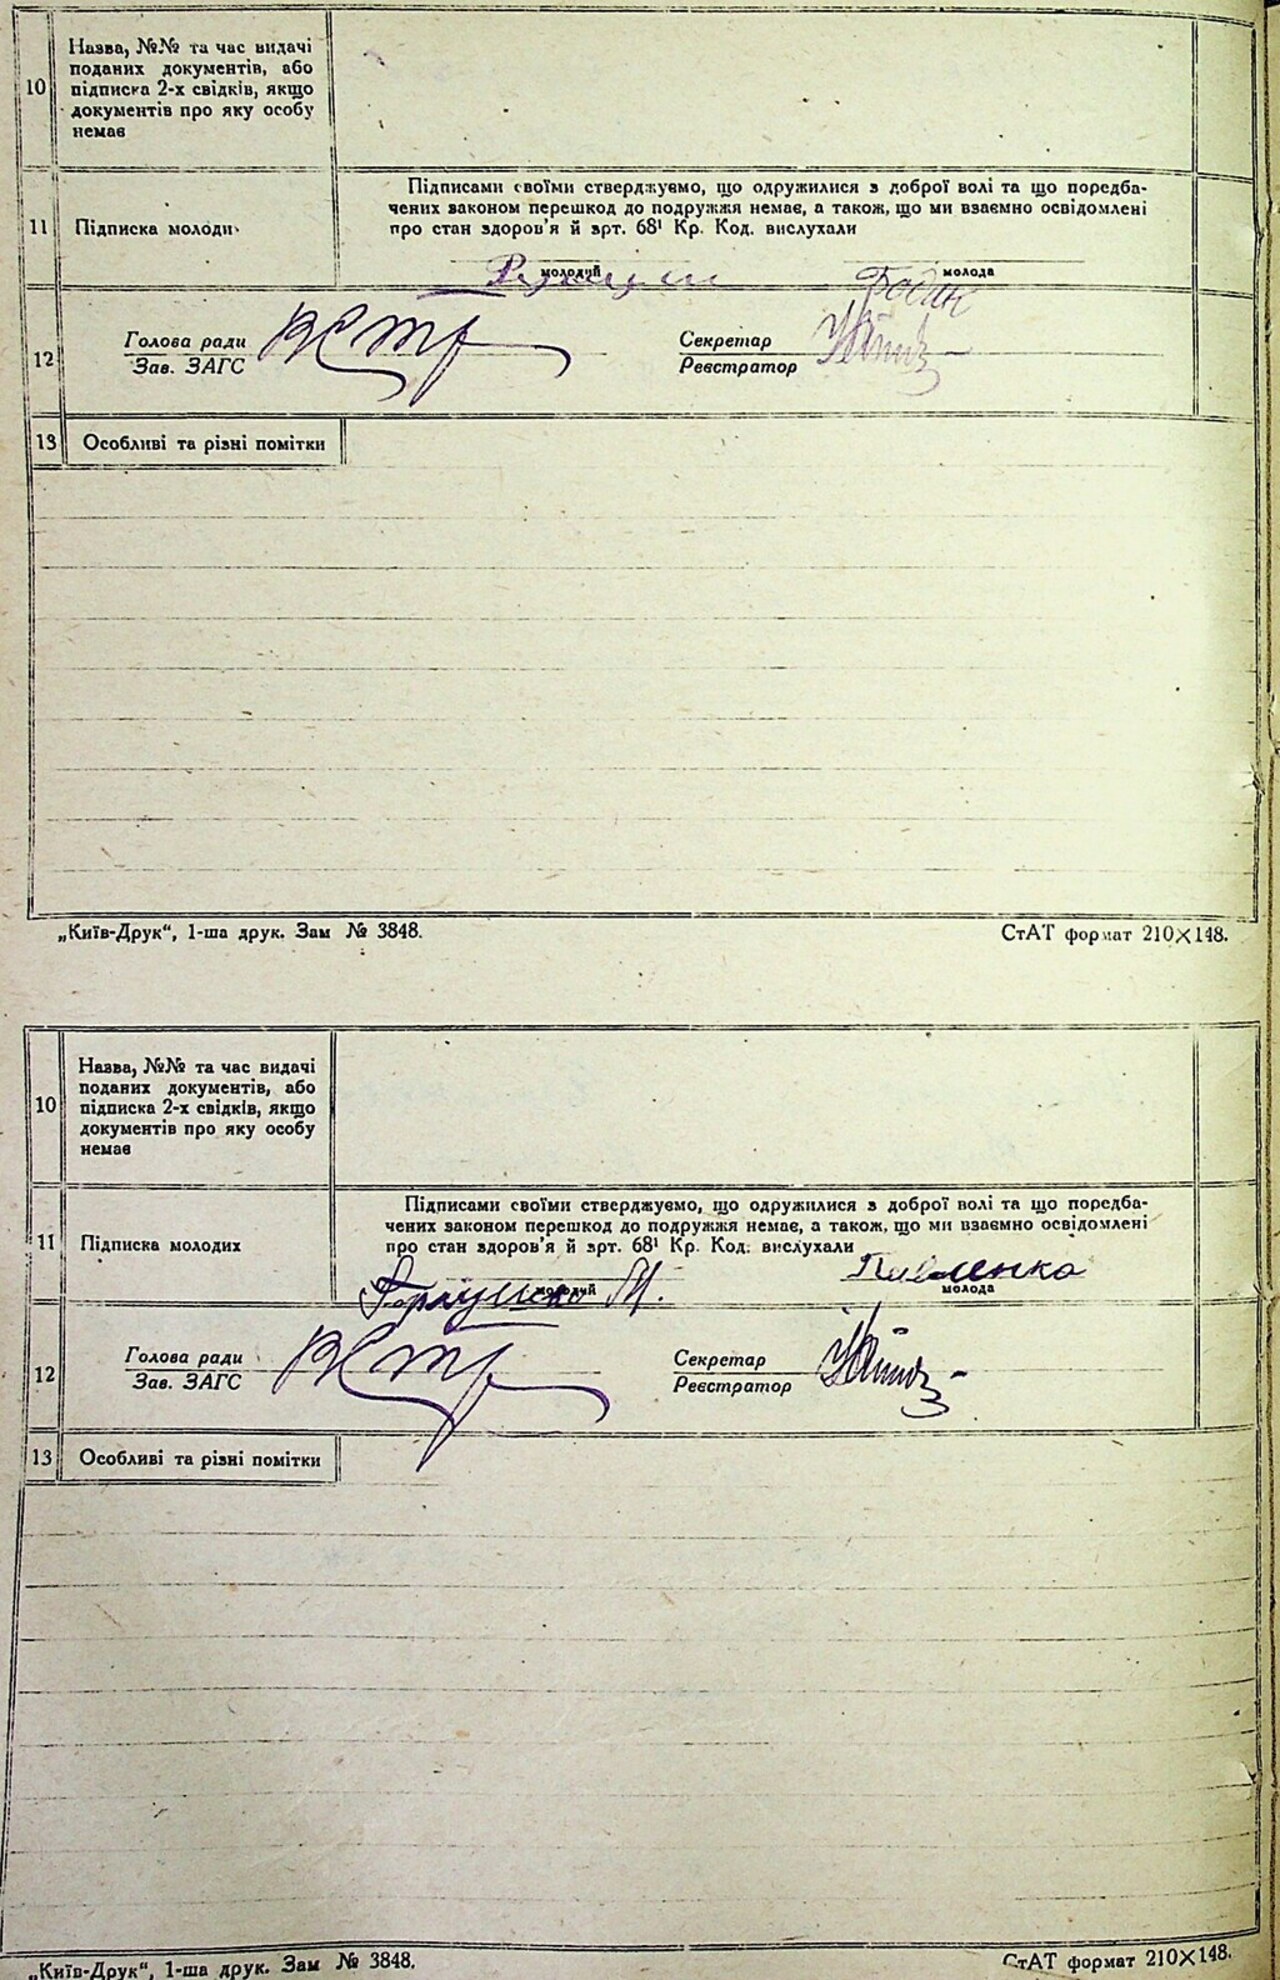 10
Назва, №№ та час видачі
поданих документів, або
підписка 2-х свідків, якщо
документів про яку особу
немає
11
Підписка молоди
Підписами своїми стверджуємо, що одружилися з доброї волі та що поредба-
чених законом перешкод до подружжя немає, а також, що ми взаємно освідомлені
про стан здоров'я й арт. 68¹ Кр. Код. вислухали
молодий
молода
Бодик
12
Голова ради
Зав. ЗАГС
Секретар
Реєстратор
13 Особливі та різні помітки
„Київ-Друк“, 1-ша друк. Зам № 3848.
СтАТ формат 210×148.
10
Назва, №№ та час видачі
поданих документів, або
підписка 2-х свідків, якщо
документів про яку особу
немає
11
Підписка молодих
Підписами своїми стверджуємо, що одружилися з доброї волі та що поредба-
чених законом перешкод до подружжя немає, а також, що ми взаємно освідомлені
про стан здоров'я й арт. 68¹ Кр. Код. вислухали
Павленко
молодий
молода
12
Голова ради
Зав. ЗАГС
Секретар
Реєстратор
13 Особливі та різні помітки
„Київ-Друк“, 1-ша друк. Зам № 3848.
СтАТ формат 210×148.